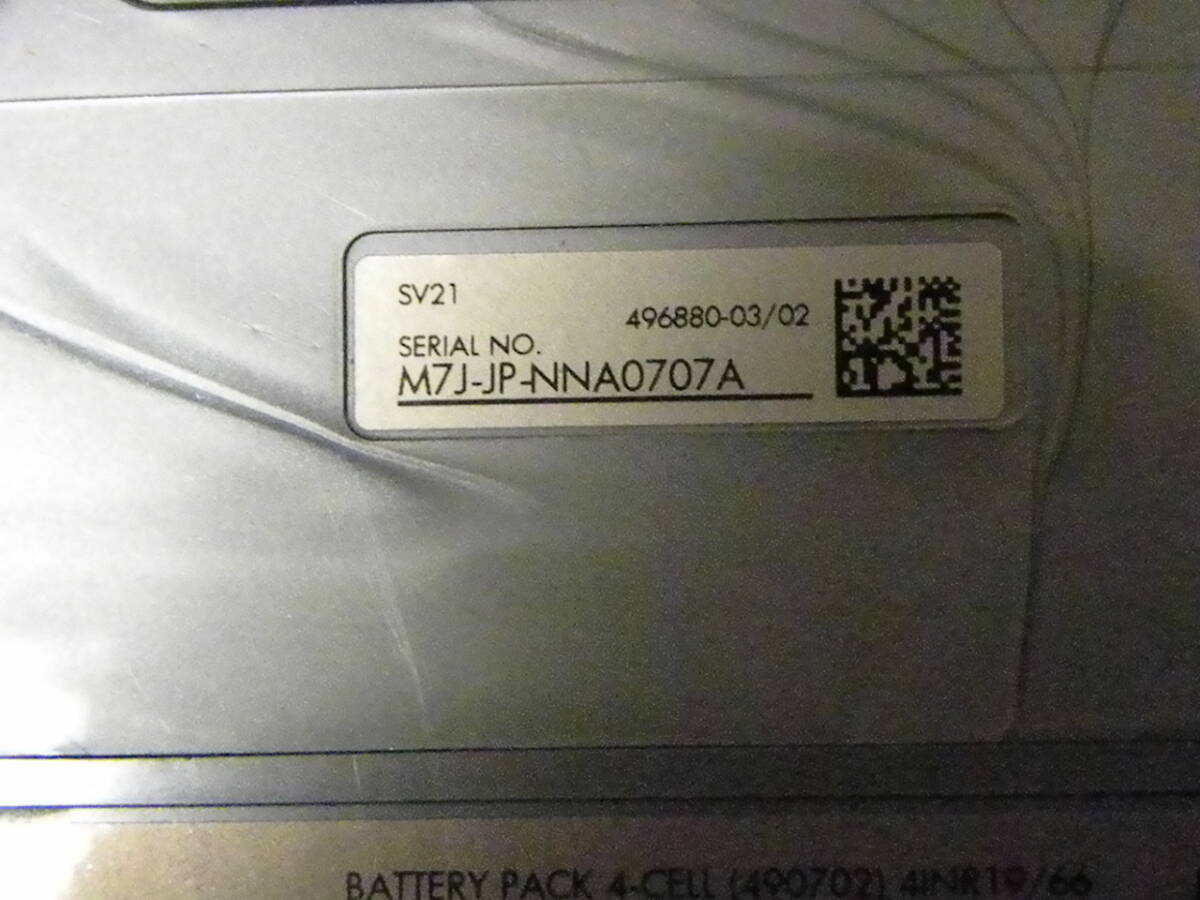 SV21
496880-03/02
SERIAL NO.
M7J-JP-NNA0707A
BATTERY PACK 4-CELL (490702) 4INR19/66